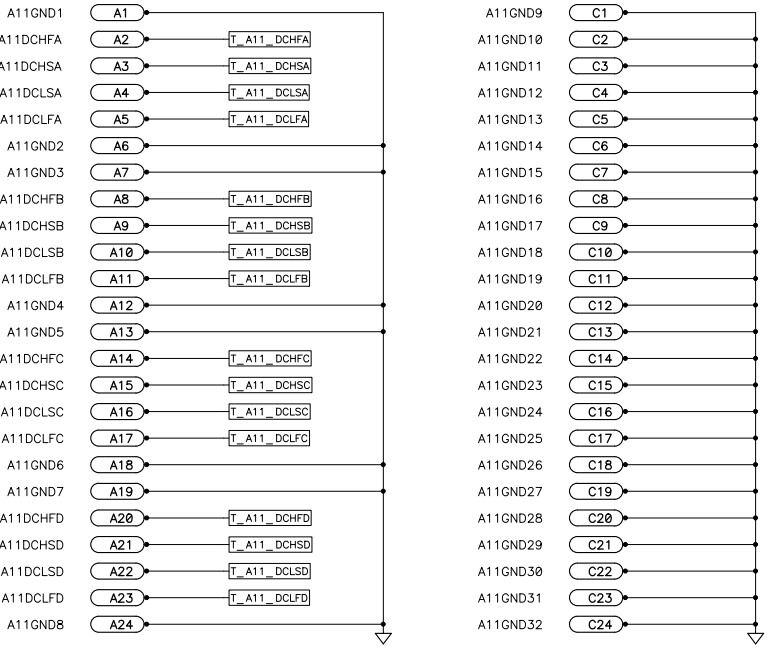 A11GND1 A1 A11GND9 C1
A11DCHFA A2 T_A11_DCHFA A11GND10 C2
A11DCHSA A3 T_A11_DCHSA A11GND11 C3
A11DCLSA A4 T_A11_DCLSA A11GND12 C4
A11DCLFA A5 T_A11_DCLFA A11GND13 C5
A11GND2 A6 A11GND14 C6
A11GND3 A7 A11GND15 C7
A11DCHFB A8 T_A11_DCHFB A11GND16 C8
A11DCHSB A9 T_A11_DCHSB A11GND17 C9
A11DCLSB A10 T_A11_DCLSB A11GND18 C10
A11DCLFB A11 T_A11_DCLFB A11GND19 C11
A11GND4 A12 A11GND20 C12
A11GND5 A13 A11GND21 C13
A11DCHFC A14 T_A11_DCHFC A11GND22 C14
A11DCHSC A15 T_A11_DCHSC A11GND23 C15
A11DCLSC A16 T_A11_DCLSC A11GND24 C16
A11DCLFC A17 T_A11_DCLFC A11GND25 C17
A11GND6 A18 A11GND26 C18
A11GND7 A19 A11GND27 C19
A11DCHFD A20 T_A11_DCHFD A11GND28 C20
A11DCHSD A21 T_A11_DCHSD A11GND29 C21
A11DCLSD A22 T_A11_DCLSD A11GND30 C22
A11DCLFD A23 T_A11_DCLFD A11GND31 C23
A11GND8 A24 A11GND32 C24